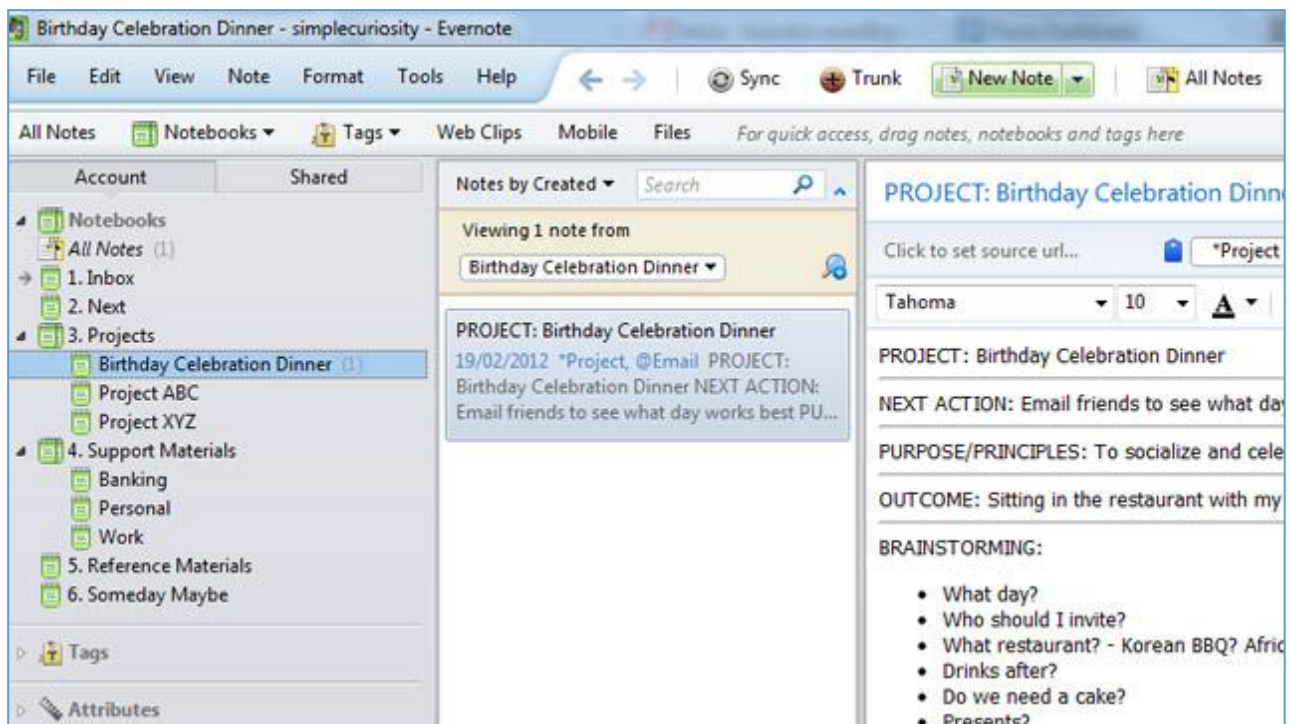 Birthday Celebration Dinner - simplecuriosity - Evernote
File Edit View Note Format Tools Help Sync Trunk New Note All Notes
All Notes Notebooks Tags Web Clips Mobile Files For quick access, drag notes, notebooks and tags here
Account Shared
Notebooks
All Notes (1)
1. Inbox
2. Next
3. Projects
Birthday Celebration Dinner (1)
Project ABC
Project XYZ
4. Support Materials
Banking
Personal
Work
5. Reference Materials
6. Someday Maybe
Tags
Attributes
Notes by Created Search
Viewing 1 note from
Birthday Celebration Dinner
PROJECT: Birthday Celebration Dinner
19/02/2012 *Project, @Email PROJECT:
Birthday Celebration Dinner NEXT ACTION:
Email friends to see what day works best PU...
PROJECT: Birthday Celebration Dinn
Click to set source url... *Project
Tahoma 10 A
PROJECT: Birthday Celebration Dinner
NEXT ACTION: Email friends to see what da
PURPOSE/PRINCIPLES: To socialize and cele
OUTCOME: Sitting in the restaurant with my
BRAINSTORMING:
• What day?
• Who should I invite?
• What restaurant? - Korean BBQ? Afric
• Drinks after?
• Do we need a cake?
• Presents?